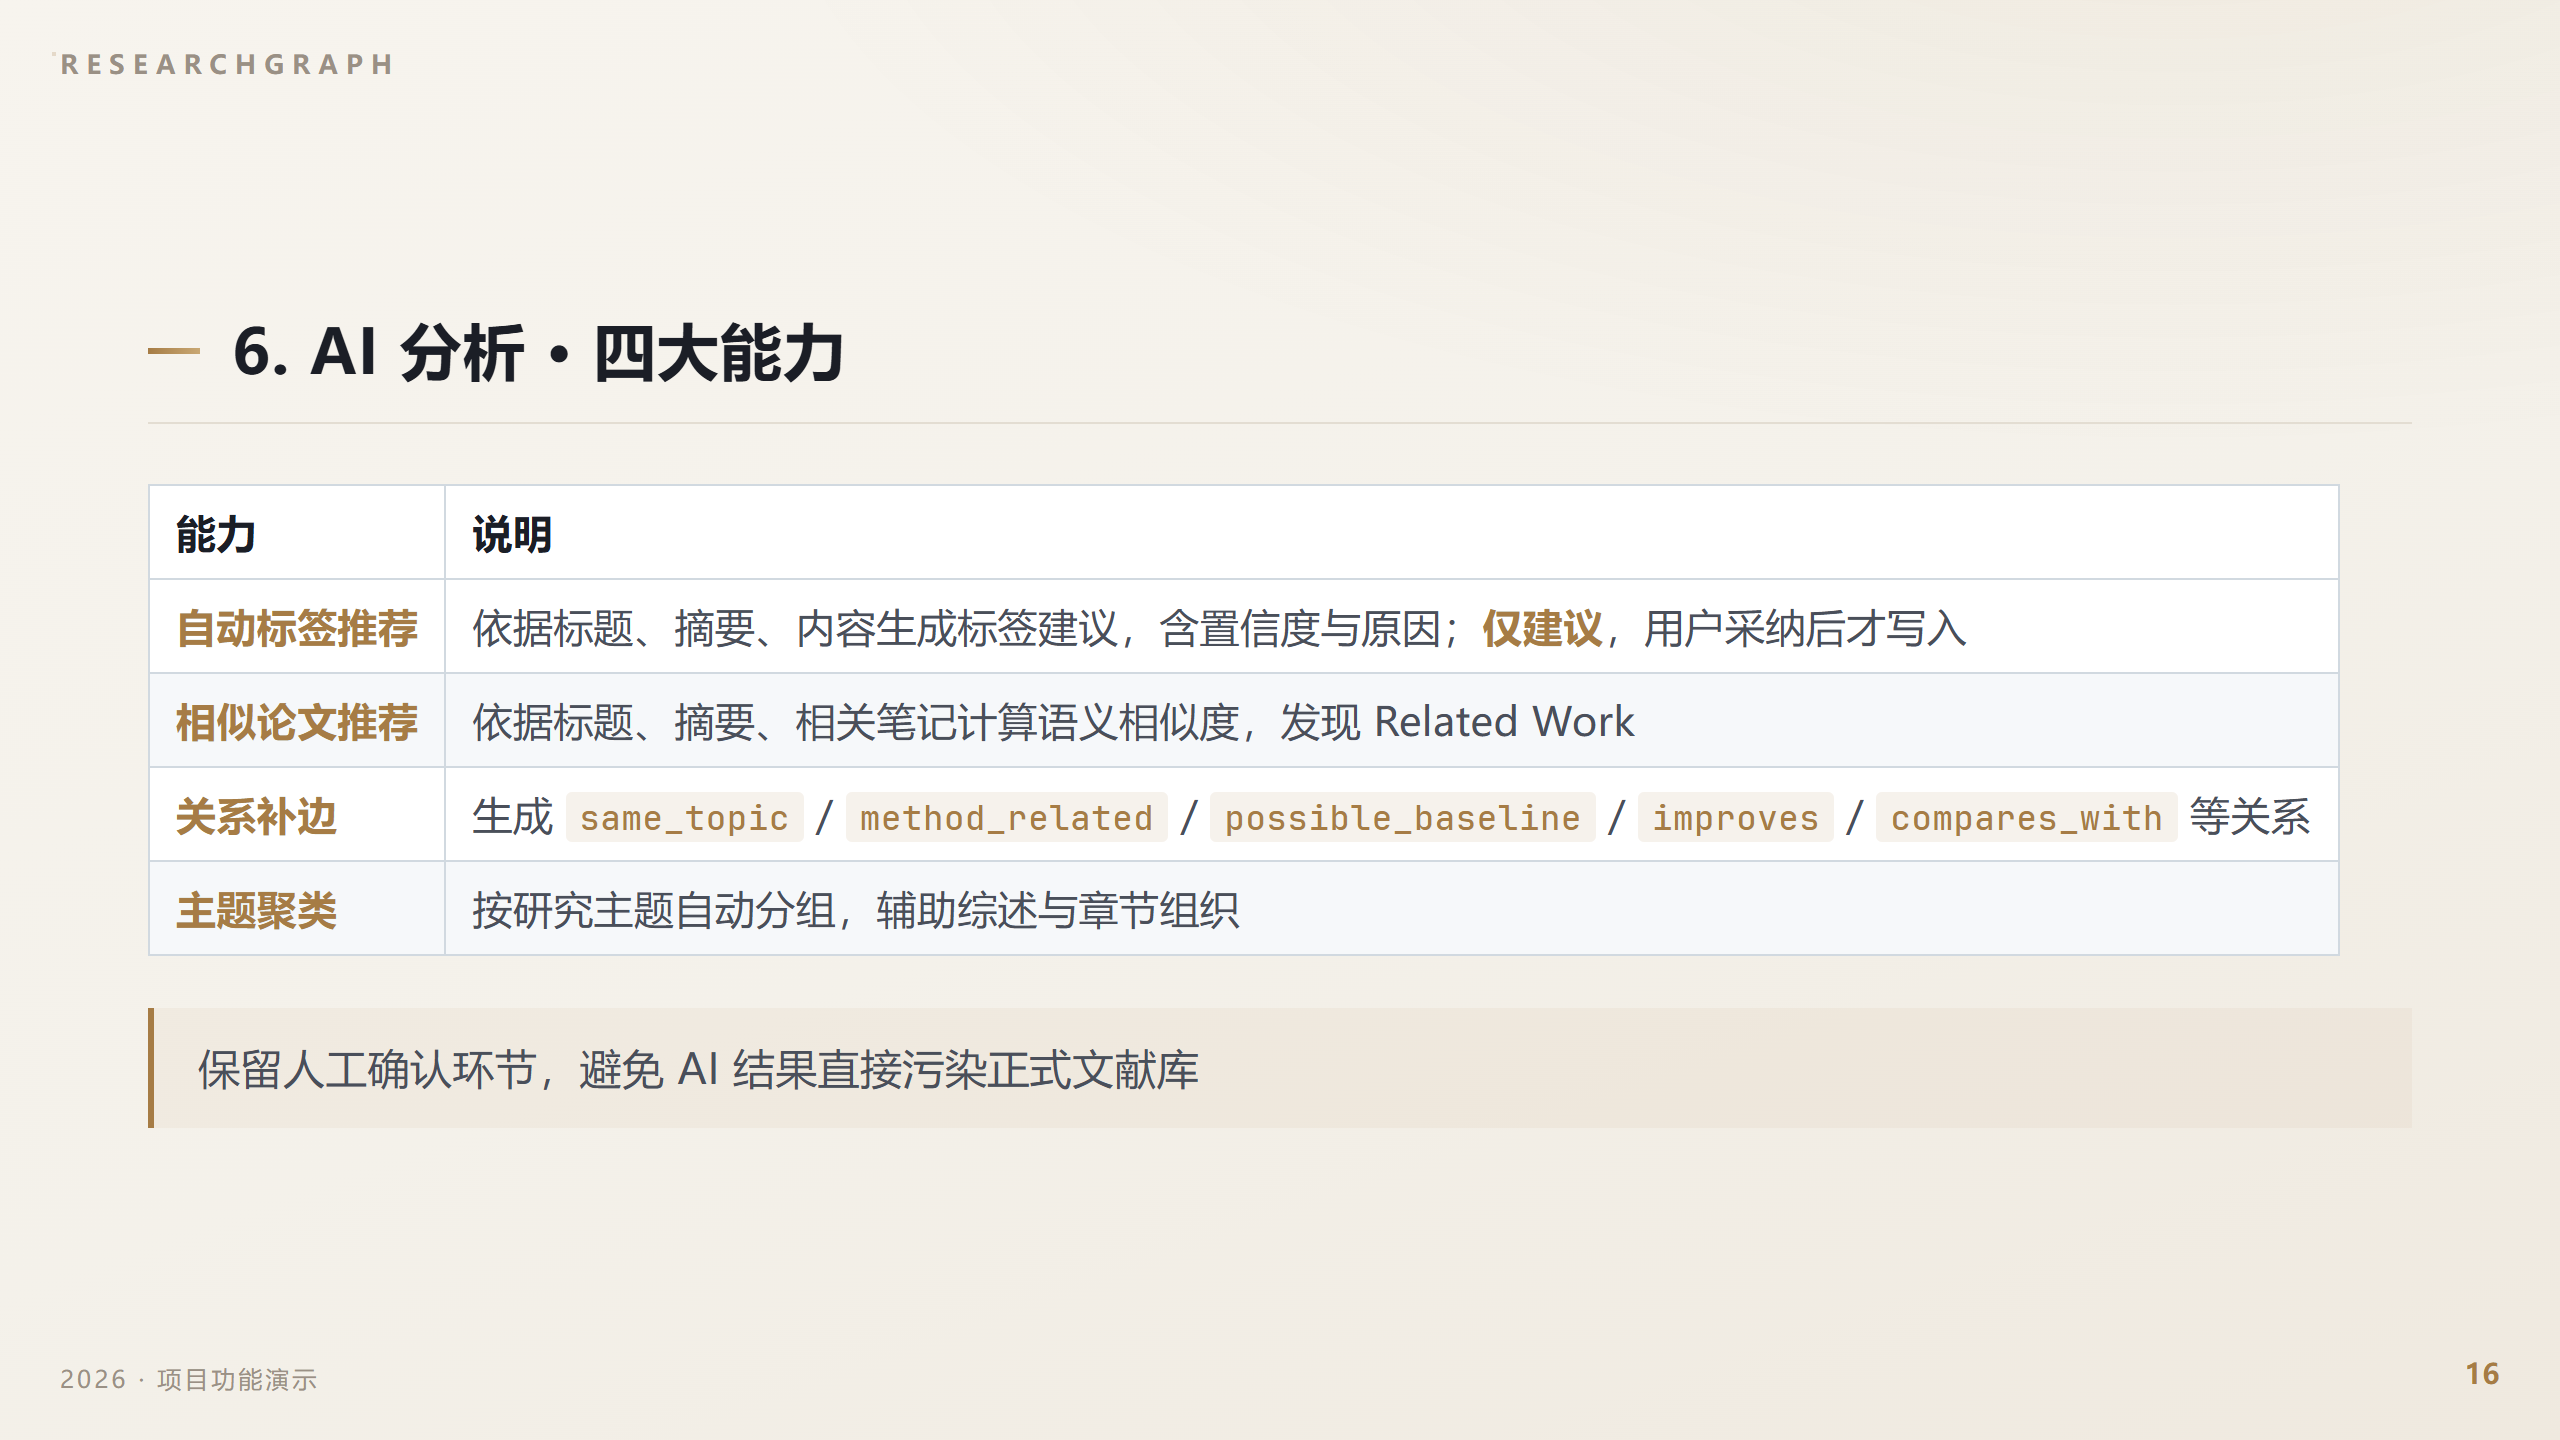 RESEARCHGRAPH
6. AI 分析 · 四大能力
能力 说明
自动标签推荐 依据标题、摘要、内容生成标签建议，含置信度与原因；仅建议，用户采纳后才写入
相似论文推荐 依据标题、摘要、相关笔记计算语义相似度，发现 Related Work
关系补边 生成 same_topic / method_related / possible_baseline / improves / compares_with 等关系
主题聚类 按研究主题自动分组，辅助综述与章节组织
保留人工确认环节，避免 AI 结果直接污染正式文献库
2026 · 项目功能演示
16